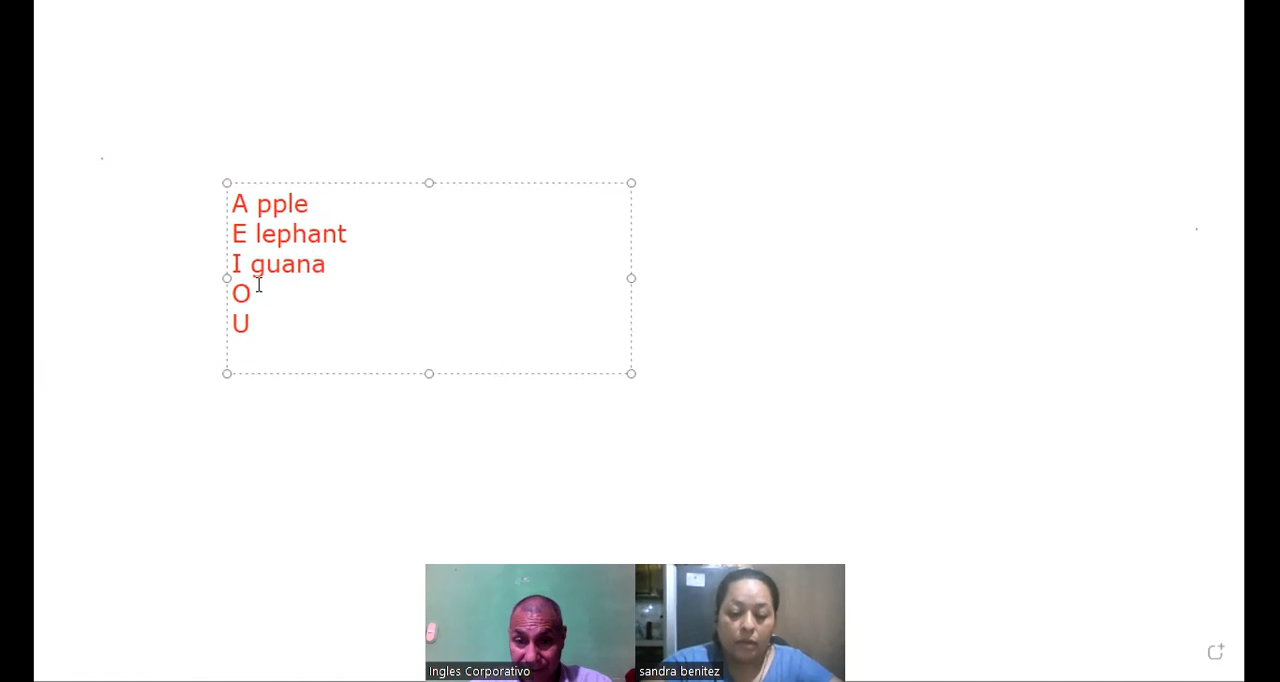 A pple
E lephant
I guana
O
U
Ingles Corporativo
sandra benitez